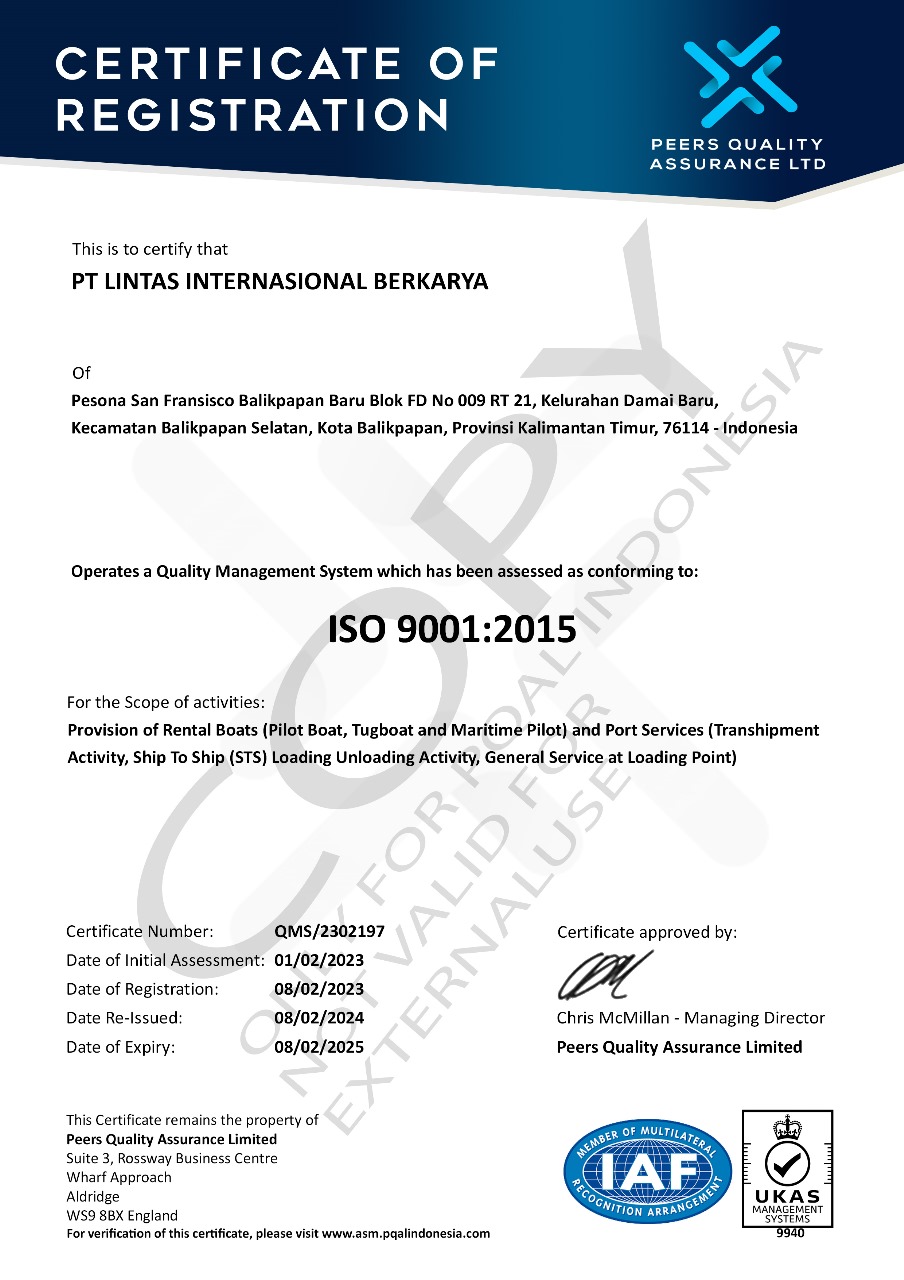 CERTIFICATE OF
REGISTRATION
PEERS QUALITY
ASSURANCE LTD
This is to certify that
PT LINTAS INTERNASIONAL BERKARYA
Of
Pesona San Fransisco Balikpapan Baru Blok FD No 009 RT 21, Kelurahan Damai Baru,
Kecamatan Balikpapan Selatan, Kota Balikpapan, Provinsi Kalimantan Timur, 76114 - Indonesia
Operates a Quality Management System which has been assessed as conforming to:
ISO 9001:2015
For the Scope of activities:
Provision of Rental Boats (Pilot Boat, Tugboat and Maritime Pilot) and Port Services (Transhipment
Activity, Ship To Ship (STS) Loading Unloading Activity, General Service at Loading Point)
COPY
ONLY FOR PQAL INDONESIA
NOT VALID FOR
EXTERNAL USE
Certificate Number: QMS/2302197
Date of Initial Assessment: 01/02/2023
Date of Registration: 08/02/2023
Date Re-Issued: 08/02/2024
Date of Expiry: 08/02/2025
Certificate approved by:
Chris McMillan - Managing Director
Peers Quality Assurance Limited
This Certificate remains the property of
Peers Quality Assurance Limited
Suite 3, Rossway Business Centre
Wharf Approach
Aldridge
WS9 8BX England
For verification of this certificate, please visit www.asm.pqalindonesia.com
MEMBER OF MULTILATERAL
IAF
RECOGNITION ARRANGEMENT
UKAS
MANAGEMENT
SYSTEMS
9940